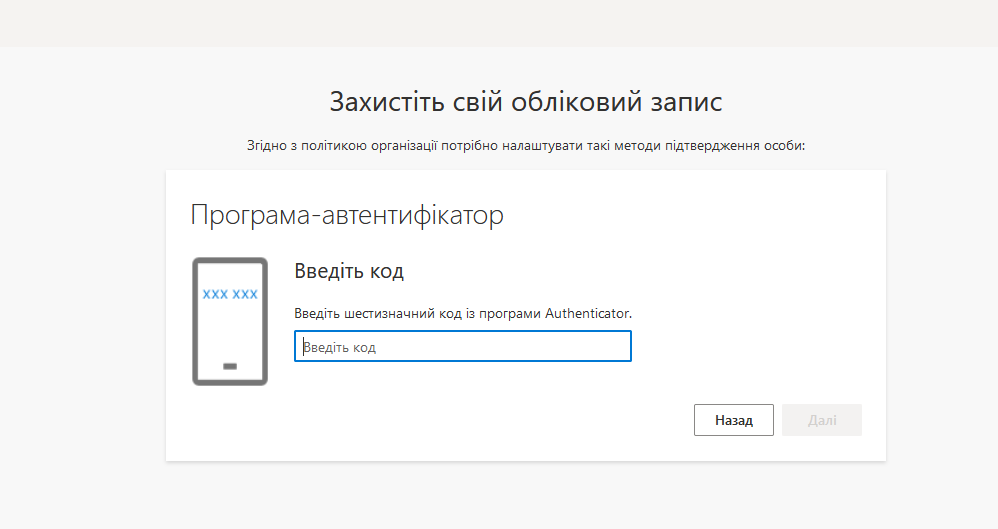 Захистіть свій обліковий запис
Згідно з політикою організації потрібно налаштувати такі методи підтвердження особи:
Програма-автентифікатор
XXX XXX
Введіть код
Введіть шестизначний код із програми Authenticator.
Введіть код
Назад
Далі